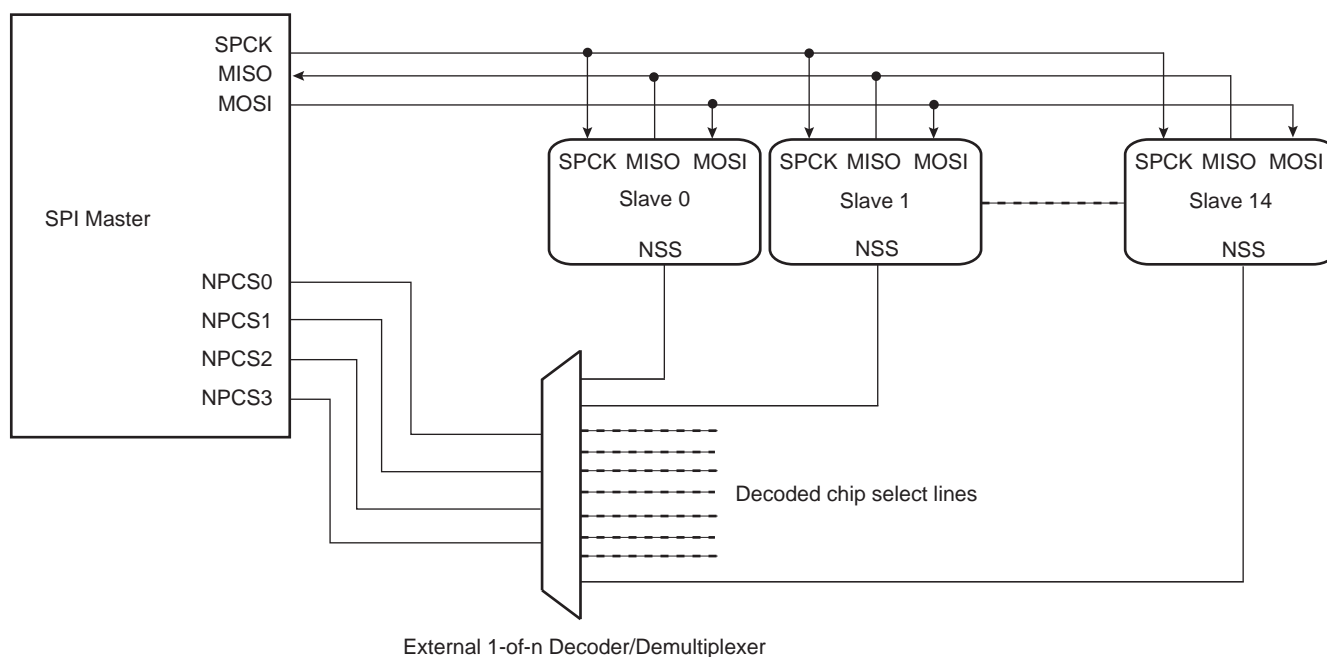 SPCK
MISO
MOSI
SPI Master
NPCS0
NPCS1
NPCS2
NPCS3
SPCK MISO MOSI
Slave 0
NSS
SPCK MISO MOSI
Slave 1
NSS
SPCK MISO MOSI
Slave 14
NSS
Decoded chip select lines
External 1-of-n Decoder/Demultiplexer